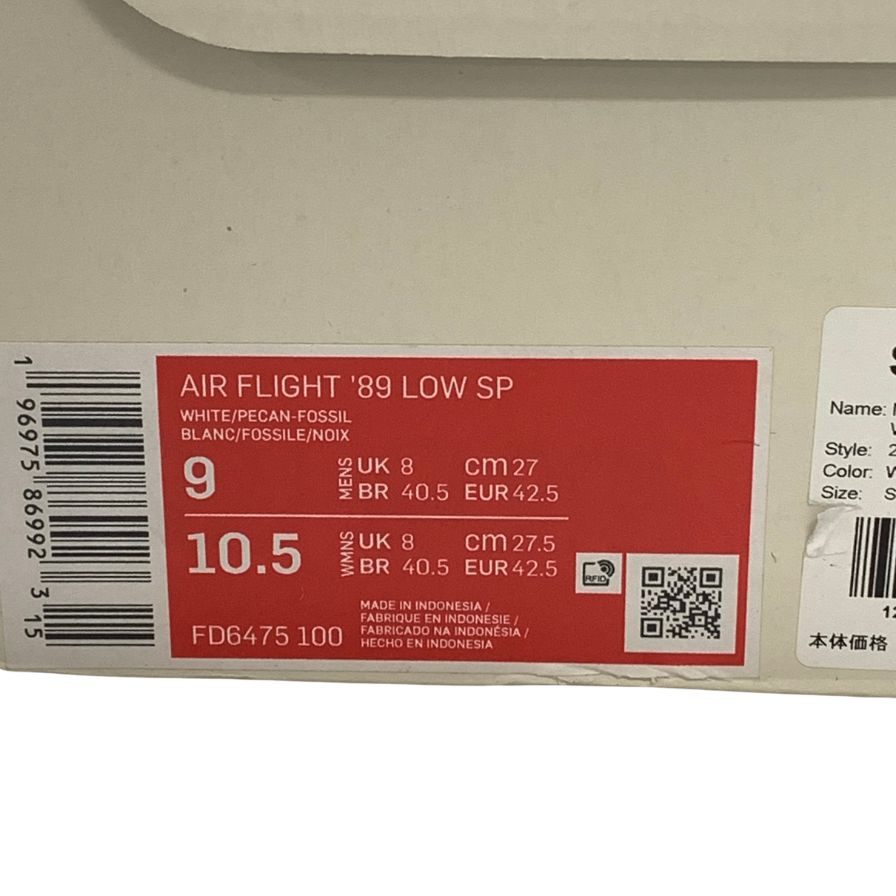 1 96975 86992 3 15
AIR FLIGHT '89 LOW SP
WHITE/PECAN-FOSSIL
BLANC/FOSSILE/NOIX
9 MENS UK 8 cm 27
BR 40.5 EUR 42.5
10.5 WMNS UK 8 cm 27.5
BR 40.5 EUR 42.5
RFID
FD6475 100
MADE IN INDONESIA /
FABRIQUE EN INDONESIE /
FABRICADO NA INDONÉSIA /
HECHO EN INDONESIA
Name:
Style: 2
Color:
Size: S
12
本体価格